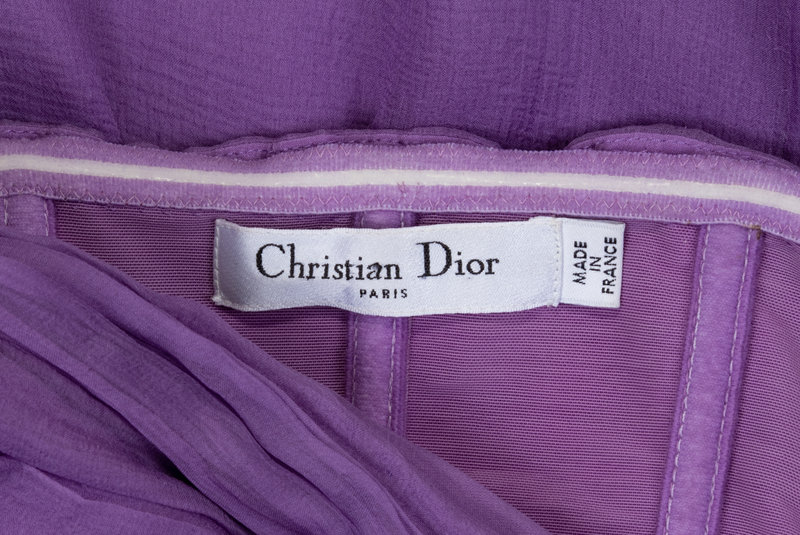 Christian Dior
PARIS
MADE
IN
FRANCE